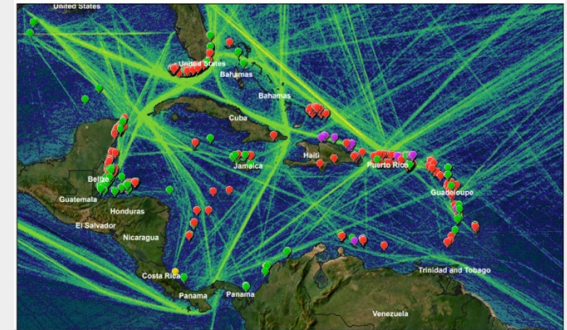 United States
United States
Bahamas
Bahamas
Cuba
Haiti
Jamaica
Puerto Rico
Belize
Guadeloupe
Guatemala
Honduras
El Salvador
Nicaragua
Costa Rica
Trinidad and Tobago
Panama
Panama
Venezuela